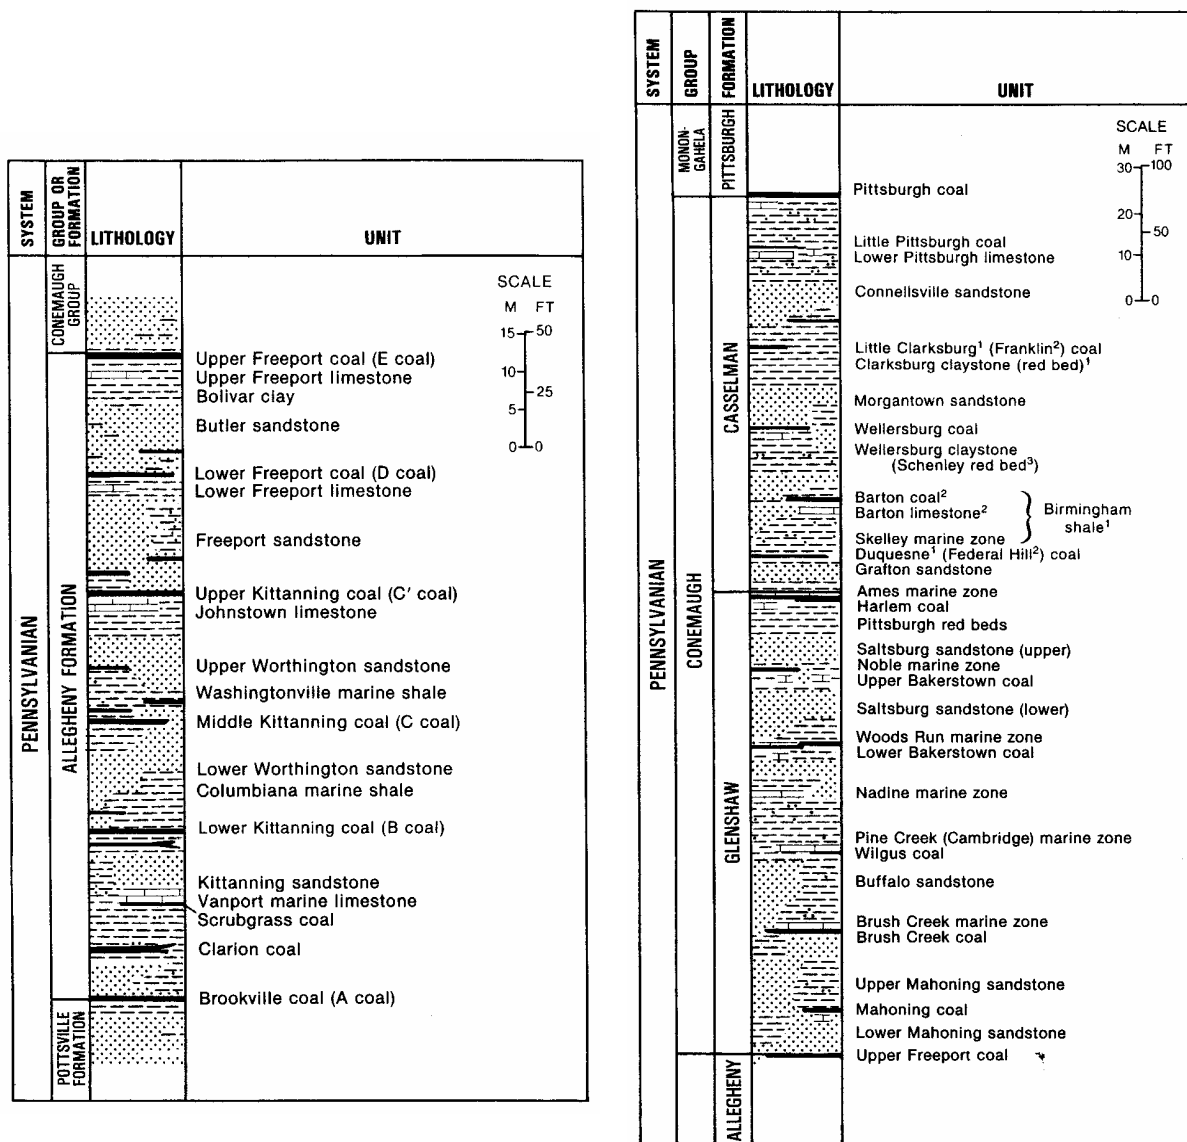 SYSTEM
GROUP OR
FORMATION
LITHOLOGY
UNIT
CONEMAUGH
GROUP
SCALE
M FT
15 50
10
25
5
0 0
PENNSYLVANIAN
ALLEGHENY FORMATION
Upper Freeport coal (E coal)
Upper Freeport limestone
Bolivar clay
Butler sandstone
Lower Freeport coal (D coal)
Lower Freeport limestone
Freeport sandstone
Upper Kittanning coal (C' coal)
Johnstown limestone
Upper Worthington sandstone
Washingtonville marine shale
Middle Kittanning coal (C coal)
Lower Worthington sandstone
Columbiana marine shale
Lower Kittanning coal (B coal)
Kittanning sandstone
Vanport marine limestone
Scrubgrass coal
Clarion coal
Brookville coal (A coal)
POTTSVILLE
FORMATION
SYSTEM
GROUP
FORMATION
LITHOLOGY
UNIT
MONON-
GAHELA
PITTSBURGH
SCALE
M FT
30 100
20
50
10
0 0
PENNSYLVANIAN
CONEMAUGH
CASSELMAN
Pittsburgh coal
Little Pittsburgh coal
Lower Pittsburgh limestone
Connellsville sandstone
Little Clarksburg¹ (Franklin²) coal
Clarksburg claystone (red bed)¹
Morgantown sandstone
Wellersburg coal
Wellersburg claystone
(Schenley red bed³)
Barton coal²
Barton limestone²
Birmingham
shale¹
Skelley marine zone
Duquesne¹ (Federal Hill²) coal
Grafton sandstone
GLENSHAW
Ames marine zone
Harlem coal
Pittsburgh red beds
Saltsburg sandstone (upper)
Noble marine zone
Upper Bakerstown coal
Saltsburg sandstone (lower)
Woods Run marine zone
Lower Bakerstown coal
Nadine marine zone
Pine Creek (Cambridge) marine zone
Wilgus coal
Buffalo sandstone
Brush Creek marine zone
Brush Creek coal
Upper Mahoning sandstone
Mahoning coal
Lower Mahoning sandstone
Upper Freeport coal
ALLEGHENY